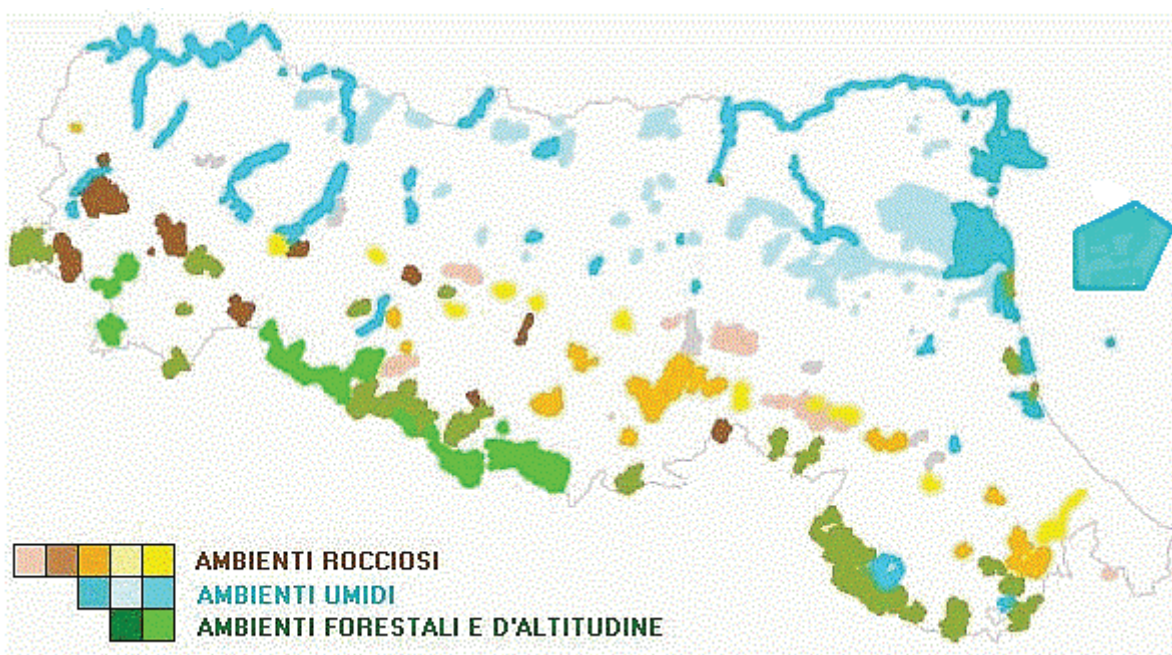 AMBIENTI ROCCIOSI
AMBIENTI UMIDI
AMBIENTI FORESTALI E D'ALTITUDINE